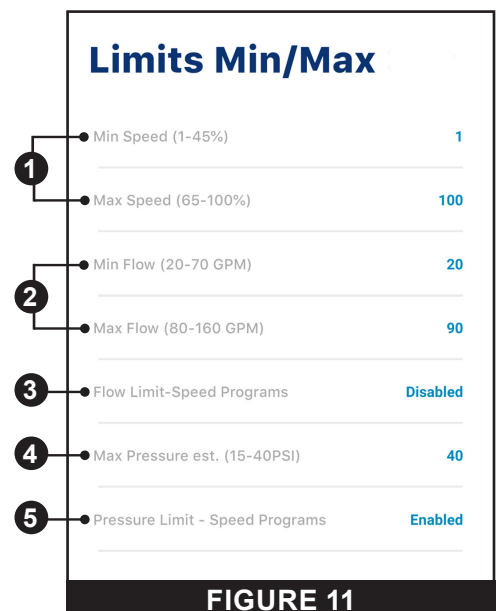 Limits Min/Max
1
Min Speed (1-45%) 1
Max Speed (65-100%) 100
2
Min Flow (20-70 GPM) 20
Max Flow (80-160 GPM) 90
3 Flow Limit-Speed Programs Disabled
4 Max Pressure est. (15-40PSI) 40
5 Pressure Limit - Speed Programs Enabled
FIGURE 11